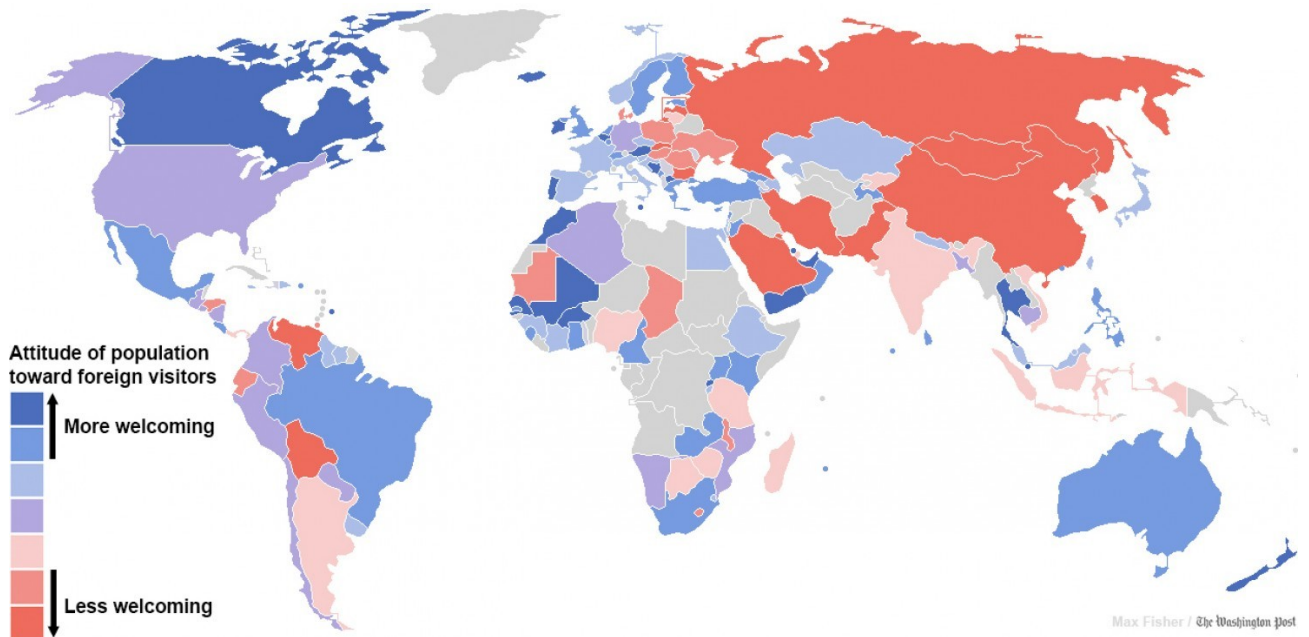 Attitude of population
toward foreign visitors
More welcoming
Less welcoming
Max Fisher / The Washington Post